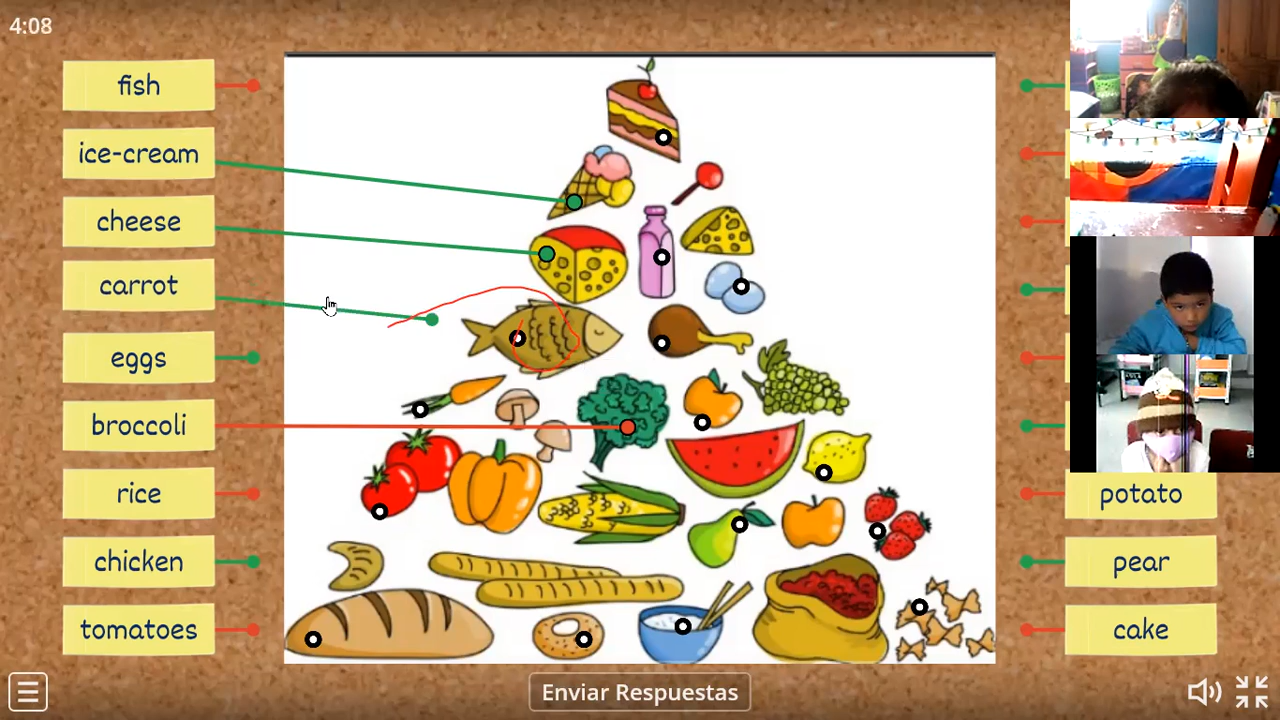 4:08
fish
ice-cream
cheese
carrot
eggs
broccoli
rice
chicken
tomatoes
potato
pear
cake
Enviar Respuestas